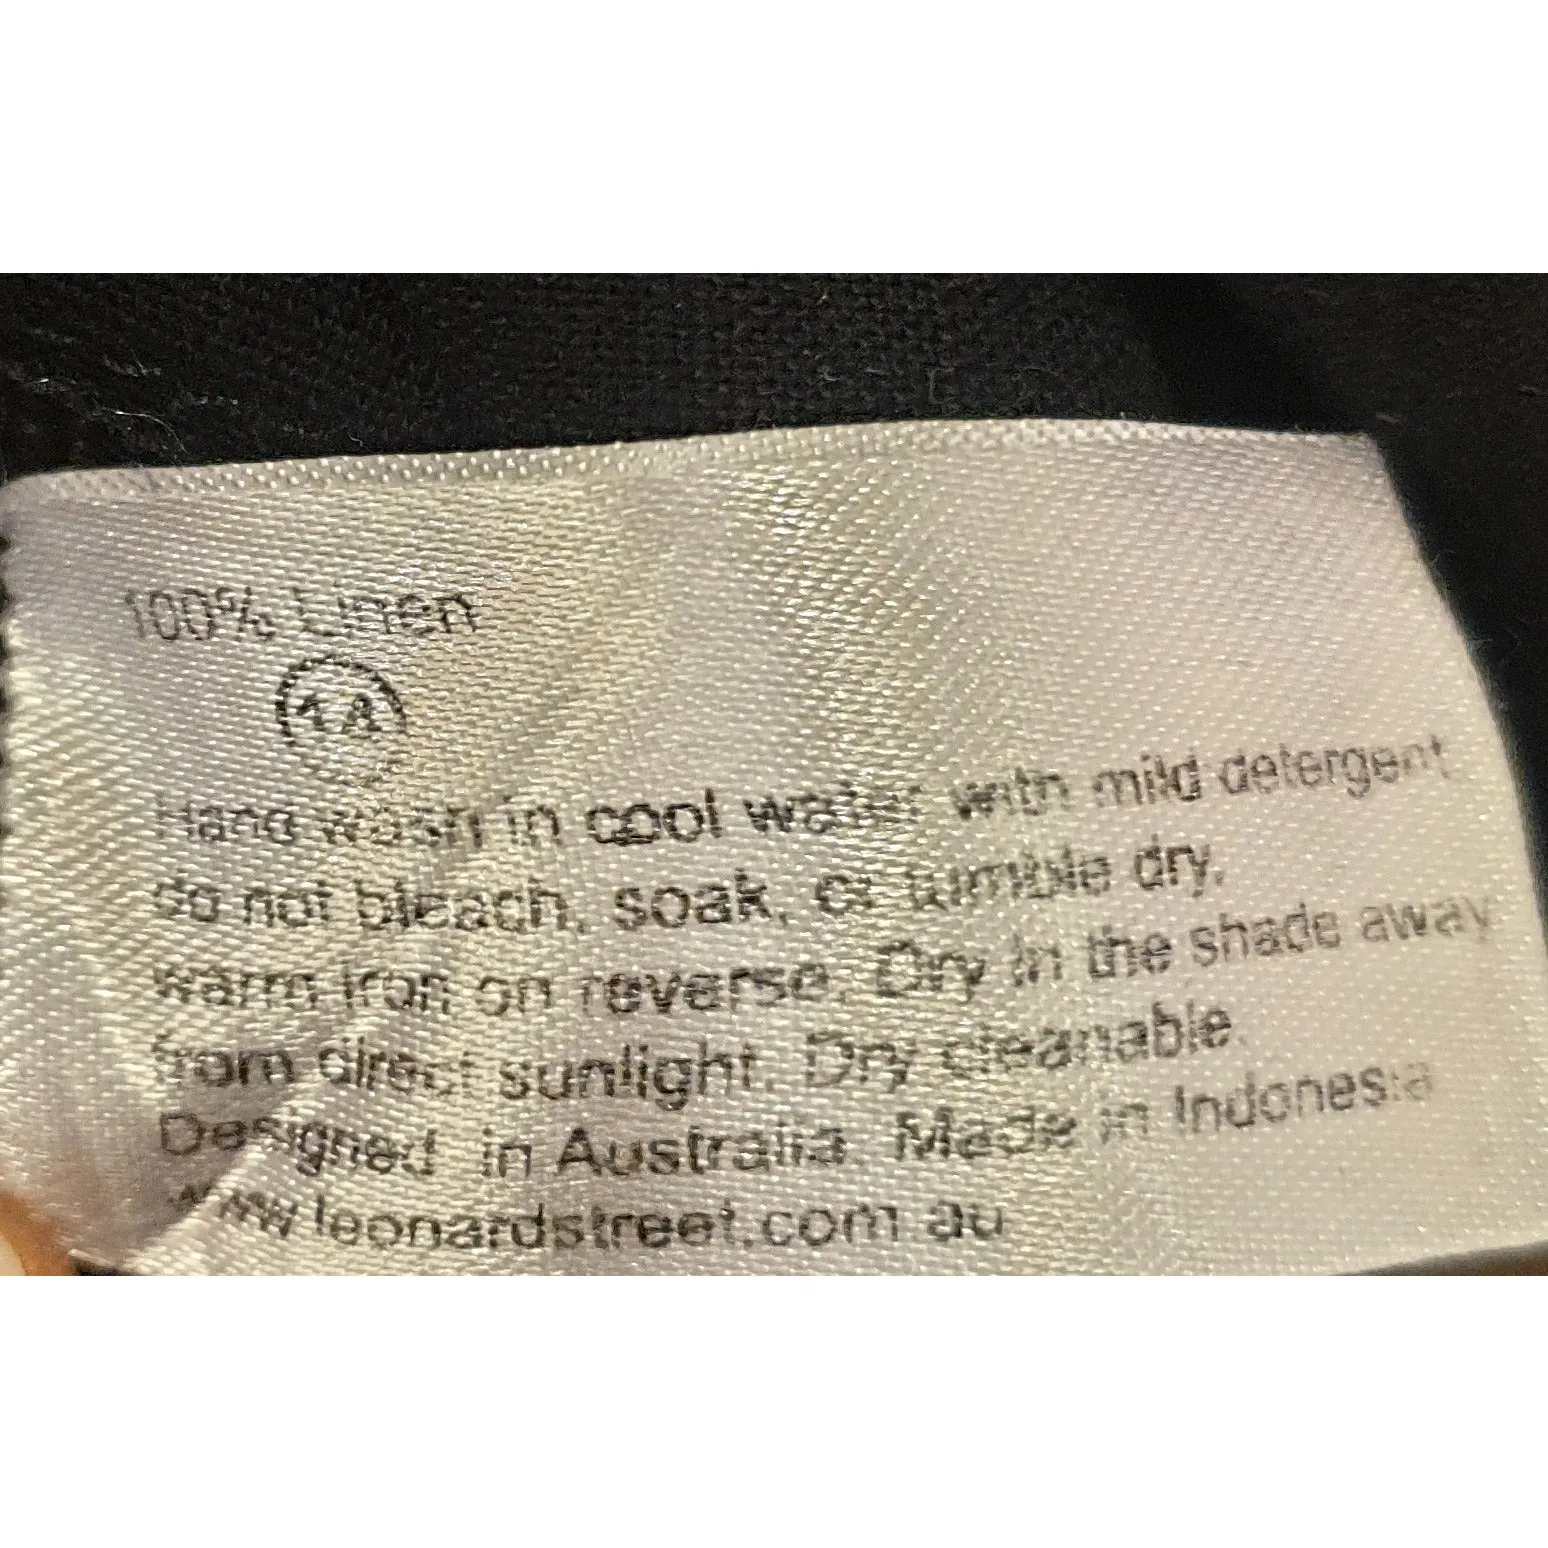 100% Linen
14
Hand wash in cool water with mild detergent
do not bleach, soak, or tumble dry,
warm iron on reverse. Dry in the shade away
from direct sunlight. Dry cleanable.
Designed in Australia. Made in Indonesia
www.leonardstreet.com.au